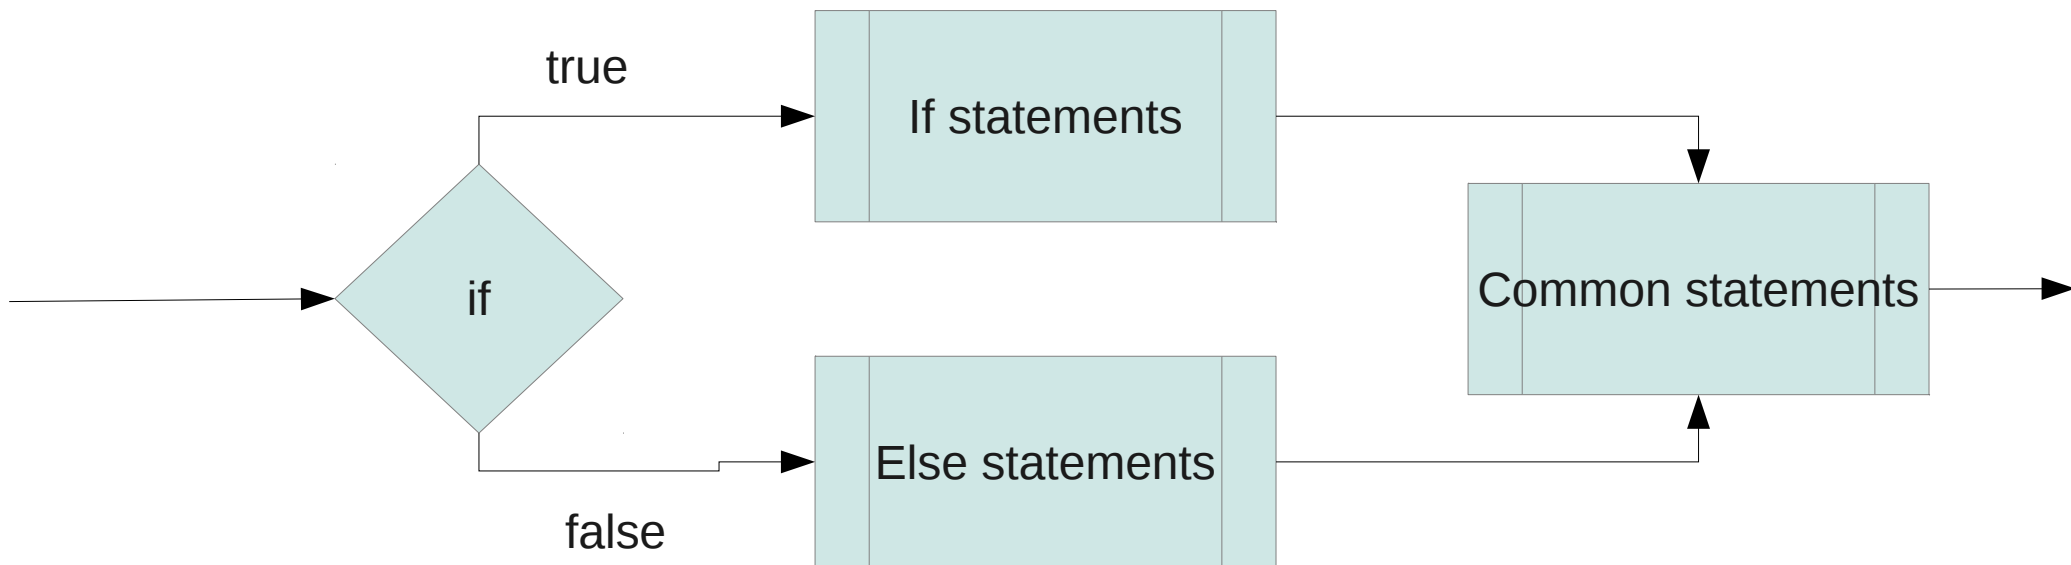 true
If statements
if
Common statements
Else statements
false